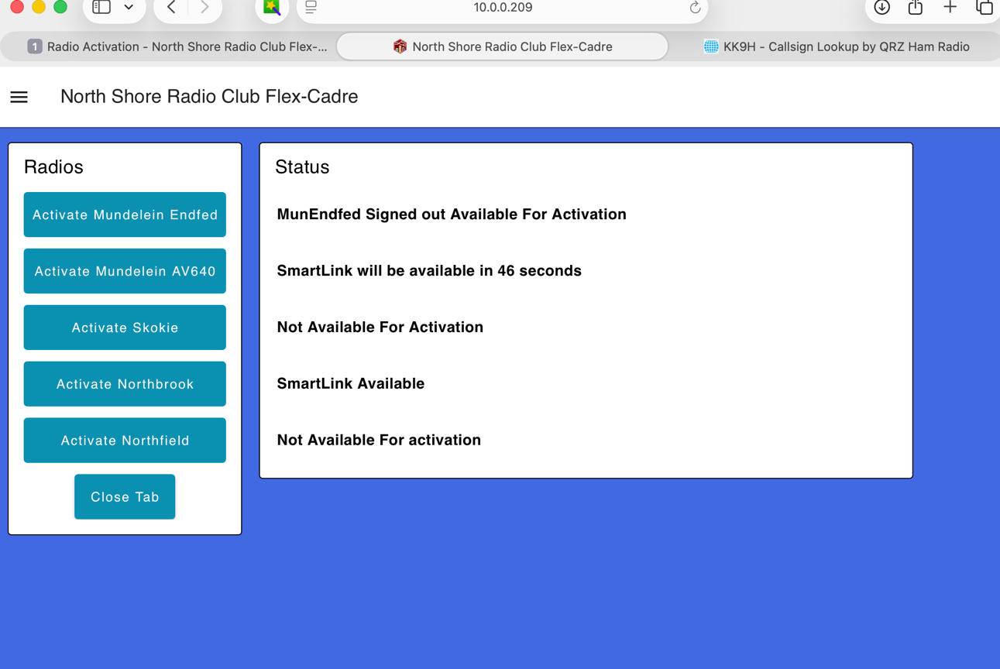 10.0.0.209
1 Radio Activation - North Shore Radio Club Flex-...
North Shore Radio Club Flex-Cadre
KK9H - Callsign Lookup by QRZ Ham Radio
North Shore Radio Club Flex-Cadre
Radios
Activate Mundelein Endfed
Activate Mundelein AV640
Activate Skokie
Activate Northbrook
Activate Northfield
Close Tab
Status
MunEndfed Signed out Available For Activation
SmartLink will be available in 46 seconds
Not Available For Activation
SmartLink Available
Not Available For activation